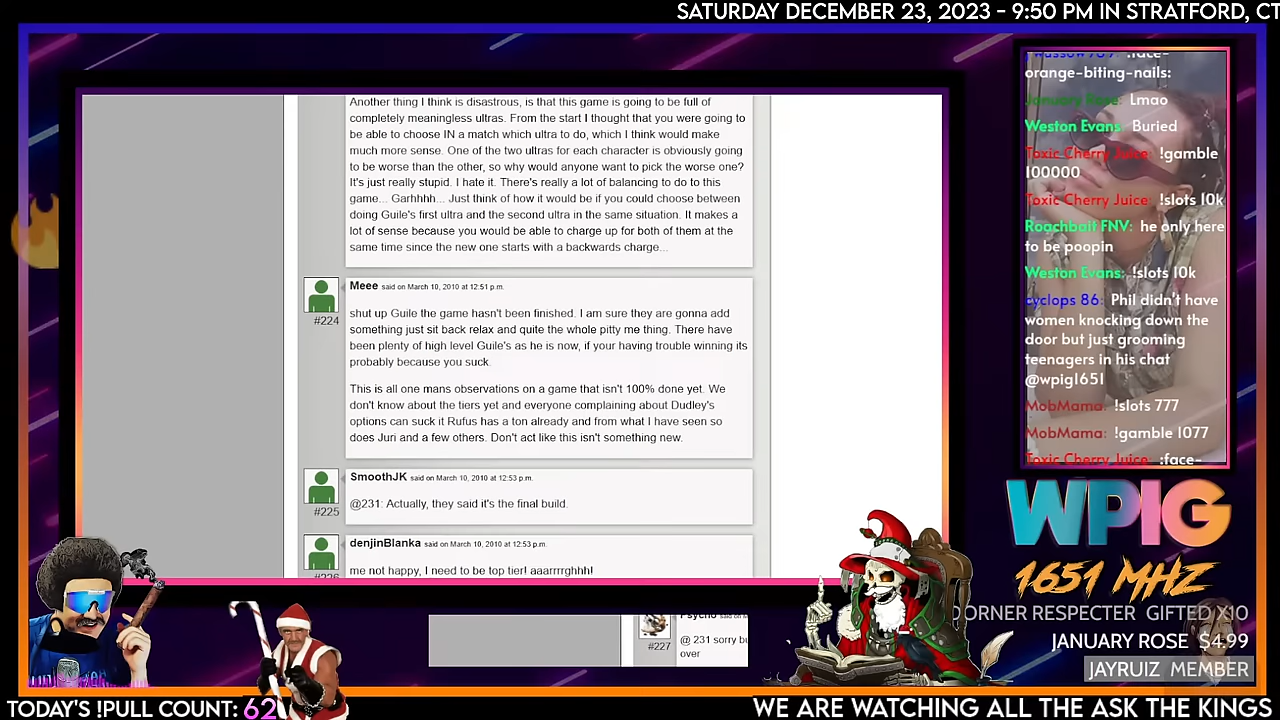 SATURDAY DECEMBER 23, 2023 - 9:50 PM IN STRATFORD, CT
Another thing I think is disastrous, is that this game is going to be full of
completely meaningless ultras. From the start I thought that you were going to
be able to choose IN a match which ultra to do, which I think would make
much more sense. One of the two ultras for each character is obviously going
to be worse than the other, so why would anyone want to pick the worse one?
It's just really stupid. I hate it. There's really a lot of balancing to do to this
game... Garhhhh... Just think of how it would be if you could choose between
doing Guile's first ultra and the second ultra in the same situation. It makes a
lot of sense because you would be able to charge up for both of them at the
same time since the new one starts with a backwards charge...
#224
Meee said on March 10, 2010 at 12:51 p.m.
shut up Guile the game hasn't been finished. I am sure they are gonna add
something just sit back relax and quite the whole pitty me thing. There have
been plenty of high level Guile's as he is now, if your having trouble winning its
probably because you suck.
This is all one mans observations on a game that isn't 100% done yet. We
don't know about the tiers yet and everyone complaining about Dudley's
options can suck it Rufus has a ton already and from what I have seen so
does Juri and a few others. Don't act like this isn't something new.
#225
SmoothJK said on March 10, 2010 at 12:53 p.m.
@231: Actually, they said it's the final build.
#226
denjinBlanka said on March 10, 2010 at 12:53 p.m.
me not happy, I need to be top tier! aaarrrrghhh!
#227
Psycho said on
@ 231 sorry bu
over
:face-
orange-biting-nails:
January Rose: Lmao
Weston Evans: Buried
Toxic Cherry Juice: !gamble
100000
Toxic Cherry Juice: !slots 10k
Roachbait FNV: he only here
to be poopin
Weston Evans: !slots 10k
cyclops 86: Phil didn't have
women knocking down the
door but just grooming
teenagers in his chat
@wpig1651
MobMama: !slots 777
MobMama: !gamble 1077
Toxic Cherry Juice: :face-
WPIG
1651 MHZ
DORNER RESPECTER GIFTED X10
JANUARY ROSE $4.99
JAYRUIZ MEMBER
TODAY'S !PULL COUNT: 62
WE ARE WATCHING ALL THE ASK THE KINGS